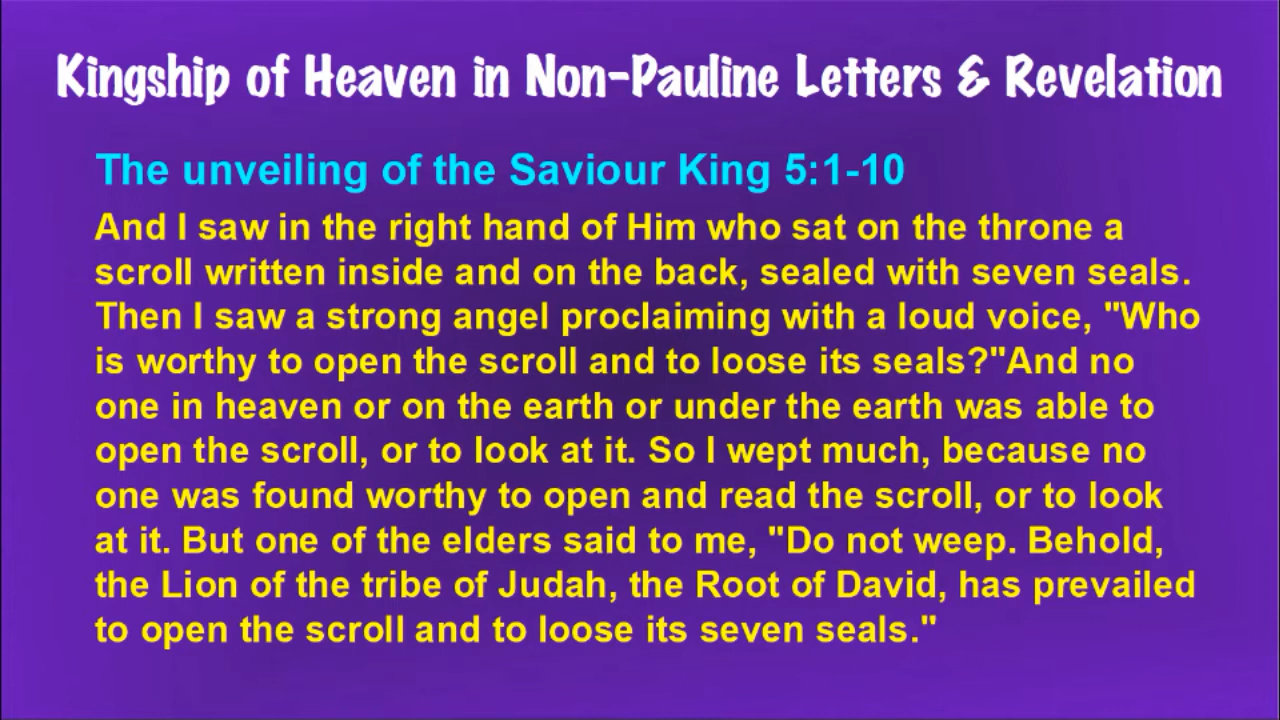 Kingship of Heaven in Non-Pauline Letters & Revelation
The unveiling of the Saviour King 5:1-10
And I saw in the right hand of Him who sat on the throne a
scroll written inside and on the back, sealed with seven seals.
Then I saw a strong angel proclaiming with a loud voice, "Who
is worthy to open the scroll and to loose its seals?"And no
one in heaven or on the earth or under the earth was able to
open the scroll, or to look at it. So I wept much, because no
one was found worthy to open and read the scroll, or to look
at it. But one of the elders said to me, "Do not weep. Behold,
the Lion of the tribe of Judah, the Root of David, has prevailed
to open the scroll and to loose its seven seals."